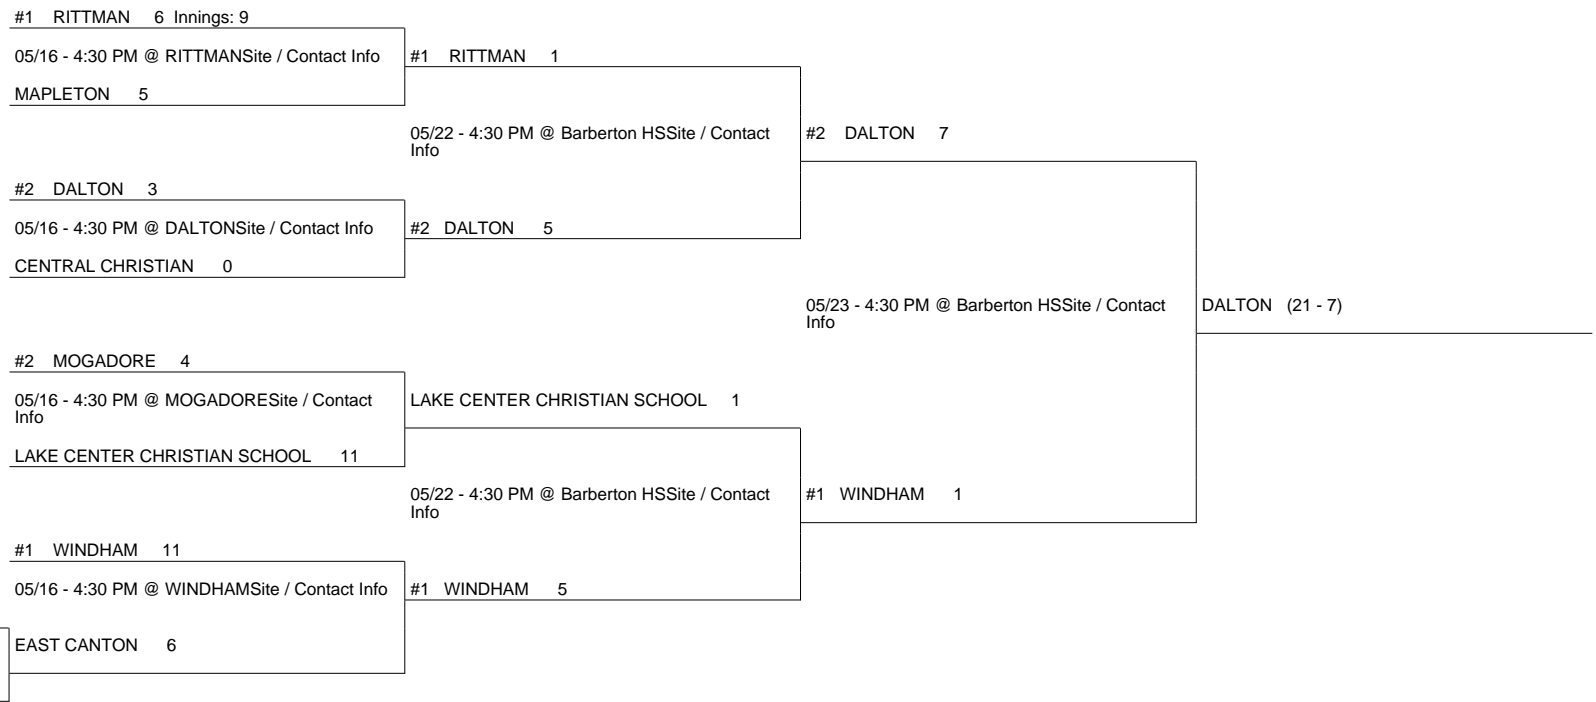 #1 RITTMAN 6 Innings: 9
05/16 - 4:30 PM @ RITTMANSite / Contact Info
MAPLETON 5
#1 RITTMAN 1
05/22 - 4:30 PM @ Barberton HSSite / Contact
Info
#2 DALTON 7
#2 DALTON 3
05/16 - 4:30 PM @ DALTONSite / Contact Info
CENTRAL CHRISTIAN 0
#2 DALTON 5
05/23 - 4:30 PM @ Barberton HSSite / Contact
Info
DALTON (21 - 7)
#2 MOGADORE 4
05/16 - 4:30 PM @ MOGADORESite / Contact
Info
LAKE CENTER CHRISTIAN SCHOOL 11
LAKE CENTER CHRISTIAN SCHOOL 1
05/22 - 4:30 PM @ Barberton HSSite / Contact
Info
#1 WINDHAM 1
#1 WINDHAM 11
05/16 - 4:30 PM @ WINDHAMSite / Contact Info
EAST CANTON 6
#1 WINDHAM 5